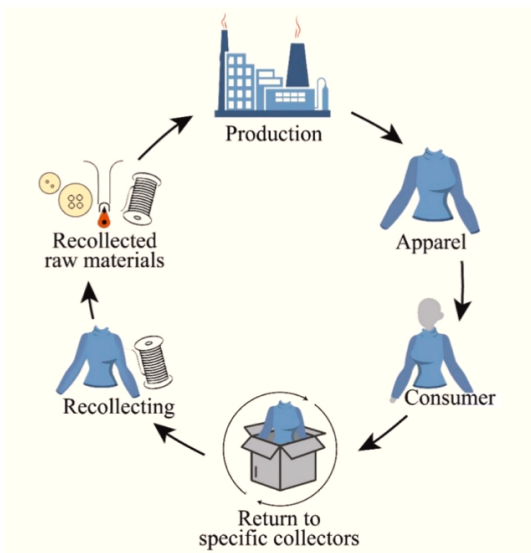 Production
Apparel
Consumer
Return to
specific collectors
Recollecting
Recollected
raw materials